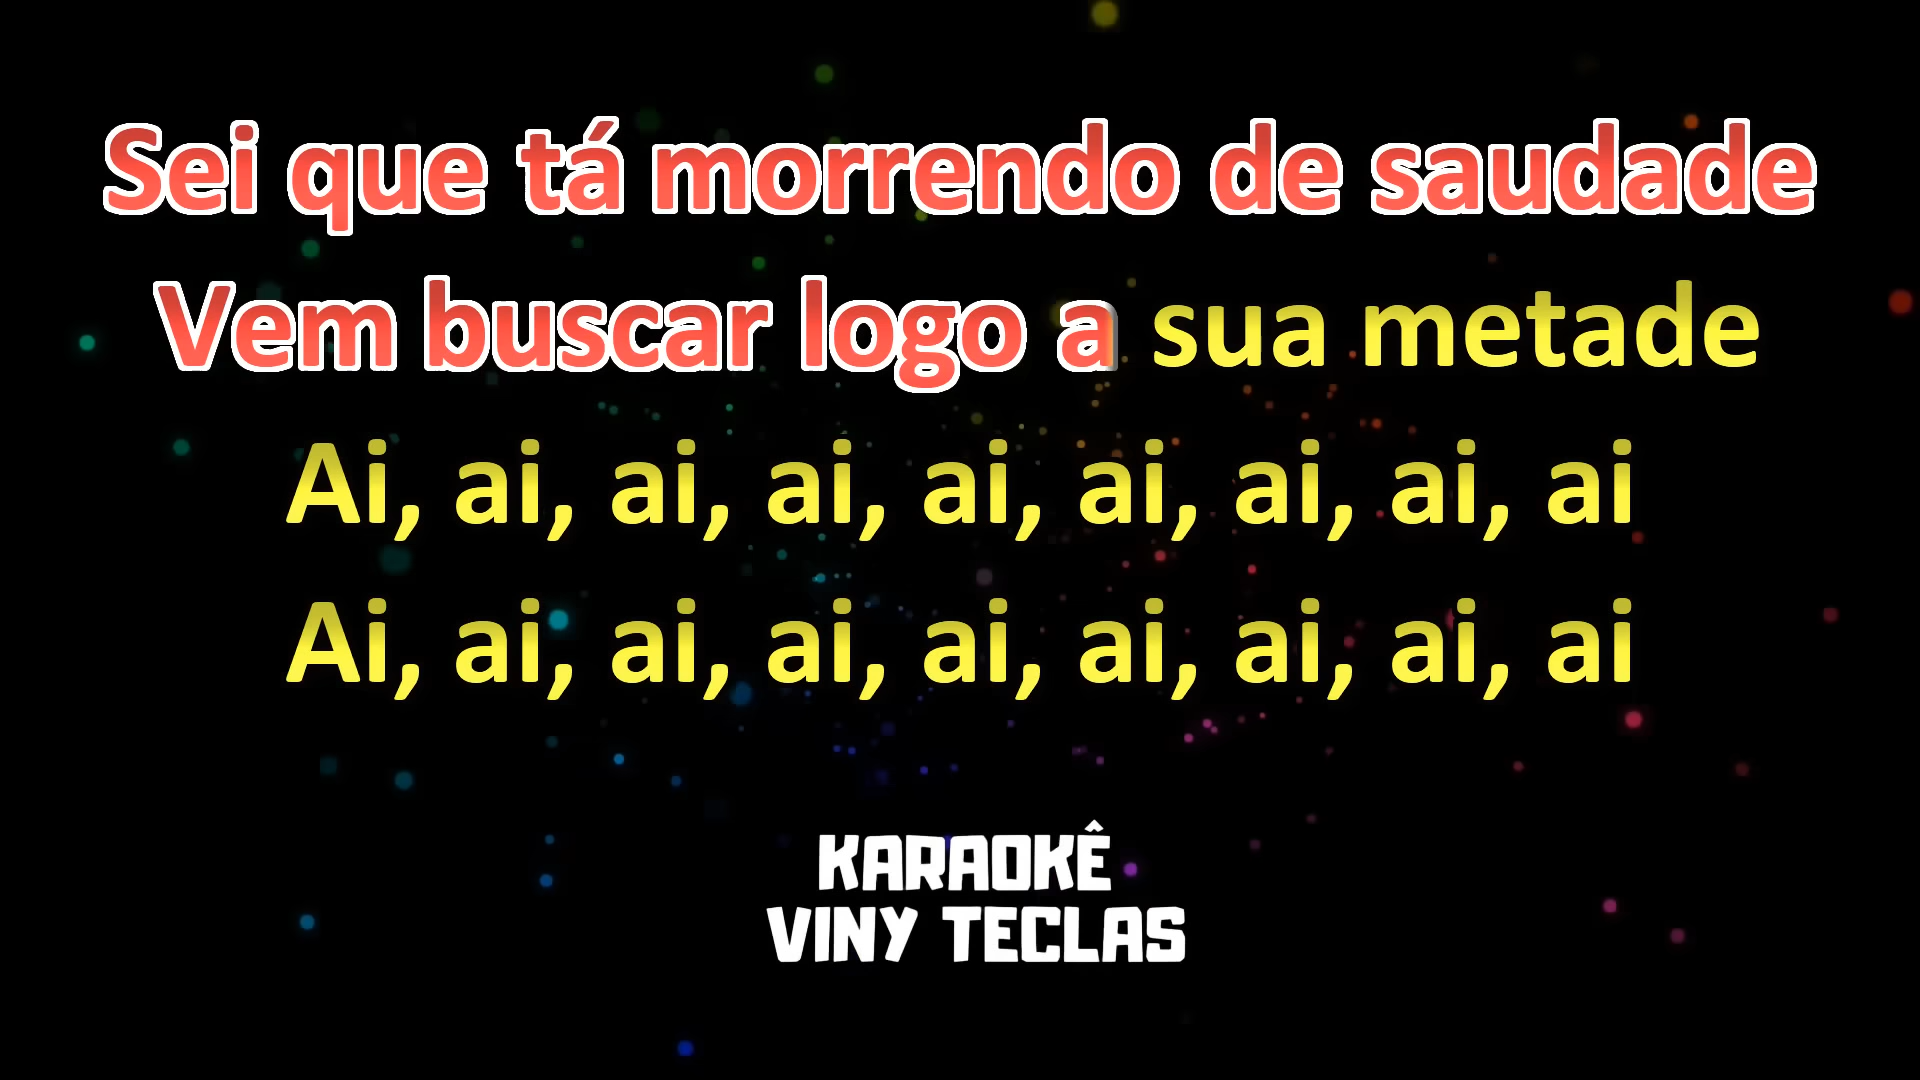 Sei que tá morrendo de saudade
Vem buscar logo a sua metade
Ai, ai, ai, ai, ai, ai, ai, ai, ai
Ai, ai, ai, ai, ai, ai, ai, ai, ai
KARAOKÊ
VINY TECLAS